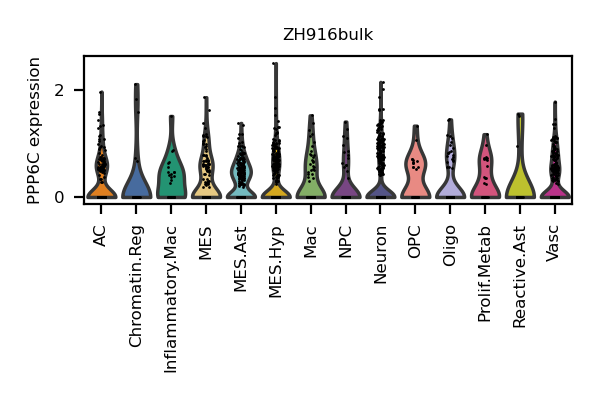 ZH916bulk
PPP6C expression
2
0
AC
Chromatin.Reg
Inflammatory.Mac
MES
MES.Ast
MES.Hyp
Mac
NPC
Neuron
OPC
Oligo
Prolif.Metab
Reactive.Ast
Vasc